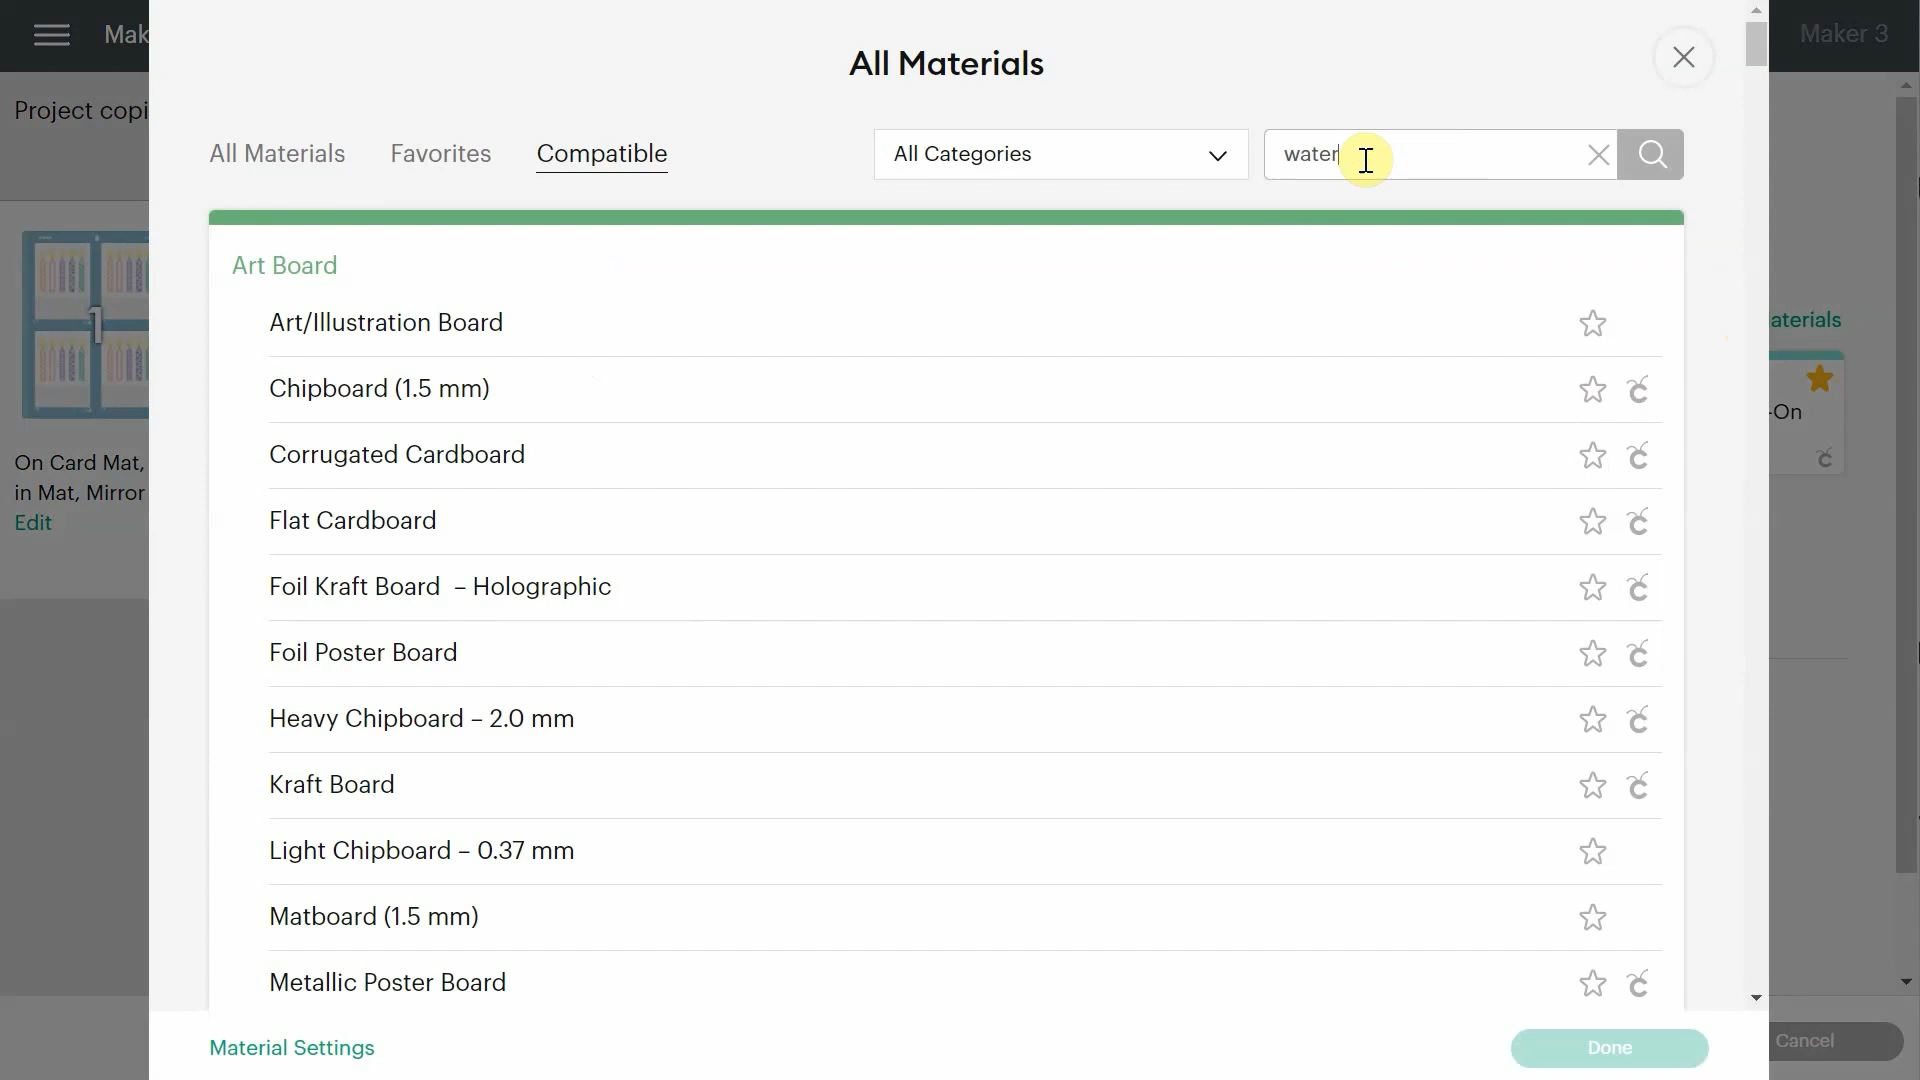 Mak
Maker 3
All Materials
Project copi
All Materials
Favorites
Compatible
All Categories
water
Art Board
Art/Illustration Board
Chipboard (1.5 mm)
Corrugated Cardboard
Flat Cardboard
Foil Kraft Board – Holographic
Foil Poster Board
Heavy Chipboard – 2.0 mm
Kraft Board
Light Chipboard – 0.37 mm
Matboard (1.5 mm)
Metallic Poster Board
1
On Card Mat,
in Mat, Mirror
Edit
aterials
-On
Material Settings
Done
Cancel